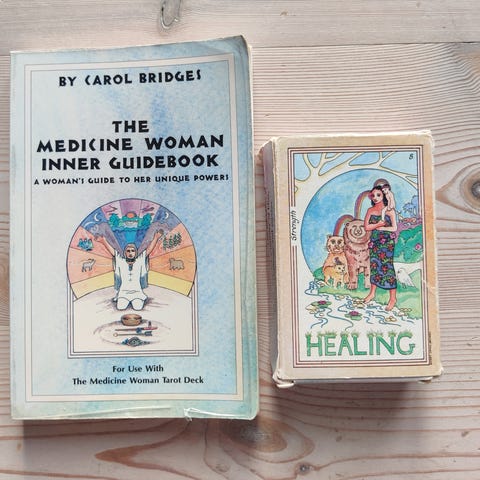 BY CAROL BRIDGES
THE
MEDICINE WOMAN
INNER GUIDEBOOK
A WOMAN'S GUIDE TO HER UNIQUE POWERS
For Use With
The Medicine Woman Tarot Deck
8
Strength
HEALING